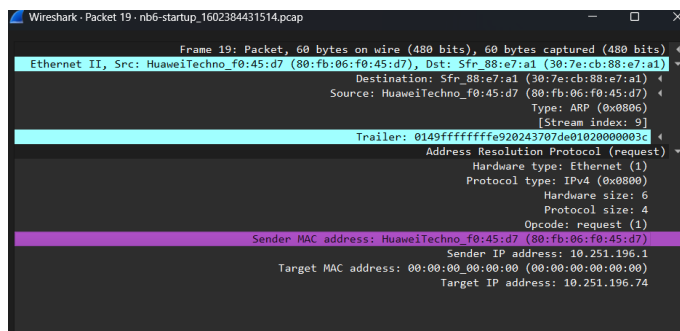 Wireshark · Packet 19 · nb6-startup_1602384431514.pcap
Frame 19: Packet, 60 bytes on wire (480 bits), 60 bytes captured (480 bits)
Ethernet II, Src: HuaweiTechno_f0:45:d7 (80:fb:06:f0:45:d7), Dst: Sfr_88:e7:a1 (30:7e:cb:88:e7:a1)
Destination: Sfr_88:e7:a1 (30:7e:cb:88:e7:a1)
Source: HuaweiTechno_f0:45:d7 (80:fb:06:f0:45:d7)
Type: ARP (0x0806)
[Stream index: 9]
Trailer: 0149ffffffffe920243707de01020000003c
Address Resolution Protocol (request)
Hardware type: Ethernet (1)
Protocol type: IPv4 (0x0800)
Hardware size: 6
Protocol size: 4
Opcode: request (1)
Sender MAC address: HuaweiTechno_f0:45:d7 (80:fb:06:f0:45:d7)
Sender IP address: 10.251.196.1
Target MAC address: 00:00:00_00:00:00 (00:00:00:00:00:00)
Target IP address: 10.251.196.74